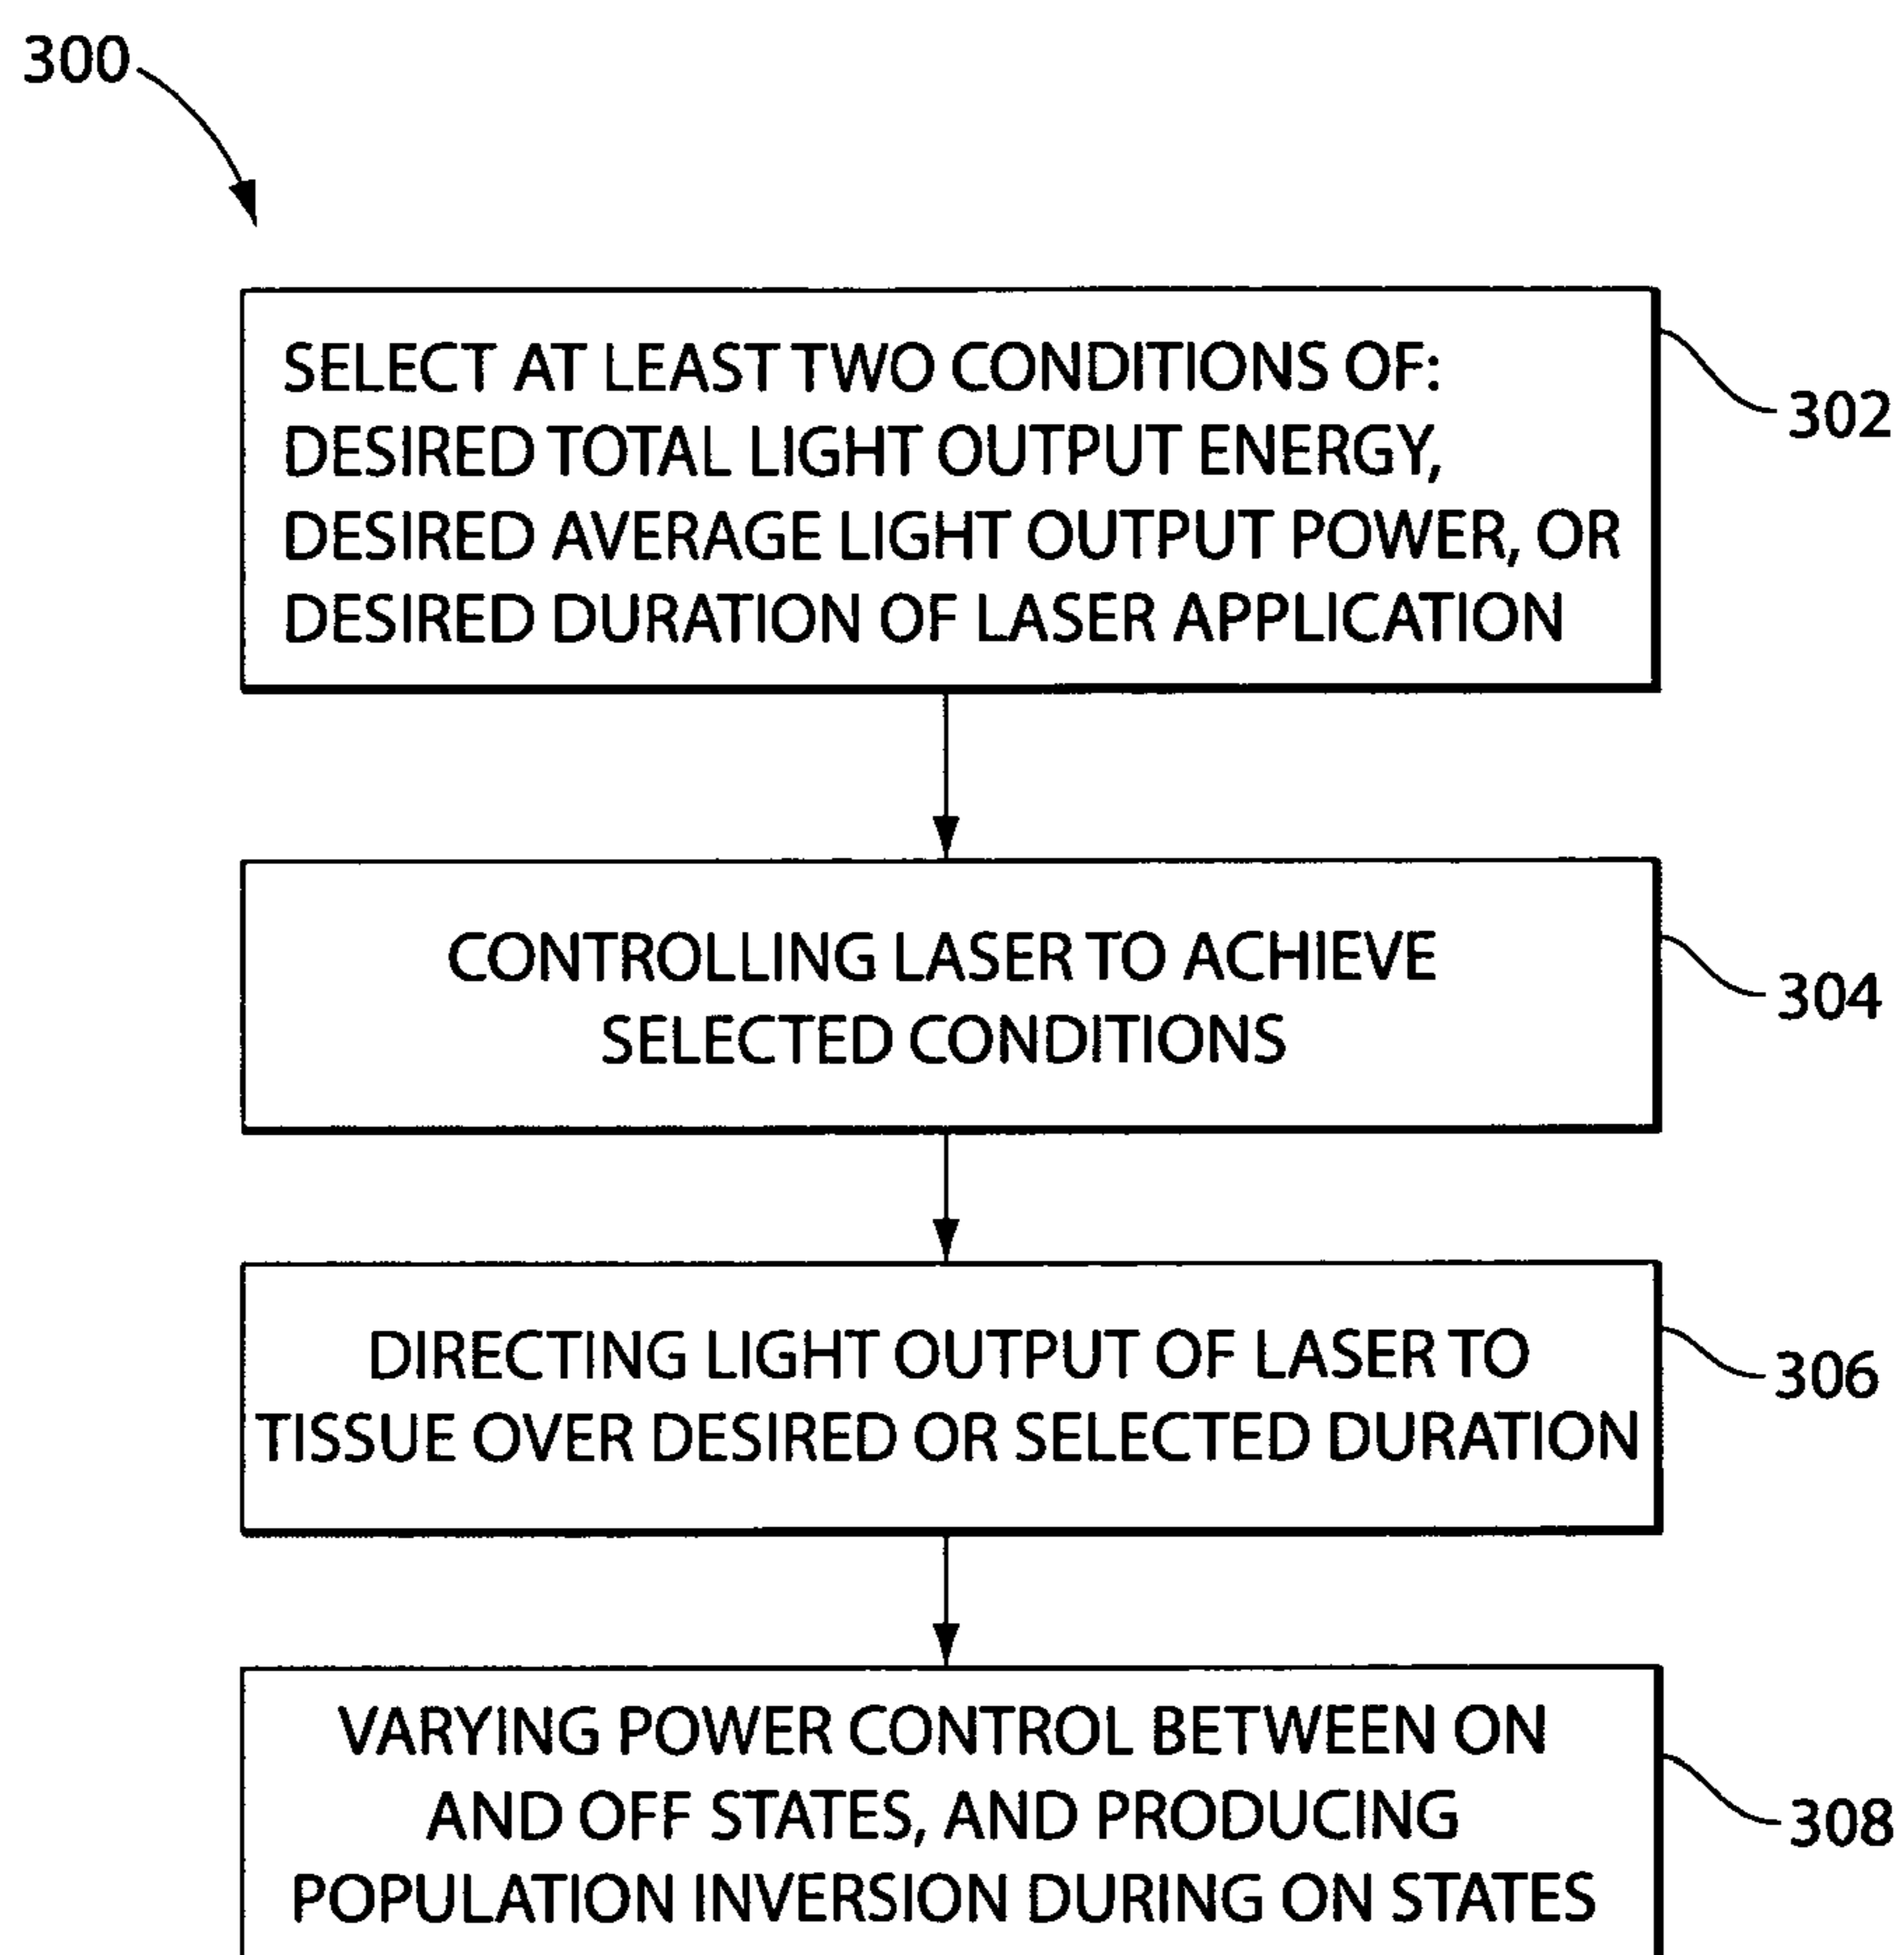 300
SELECT AT LEAST TWO CONDITIONS OF:
DESIRED TOTAL LIGHT OUTPUT ENERGY,
DESIRED AVERAGE LIGHT OUTPUT POWER, OR
DESIRED DURATION OF LASER APPLICATION
302
CONTROLLING LASER TO ACHIEVE
SELECTED CONDITIONS
304
DIRECTING LIGHT OUTPUT OF LASER TO
TISSUE OVER DESIRED OR SELECTED DURATION
306
VARYING POWER CONTROL BETWEEN ON
AND OFF STATES, AND PRODUCING
POPULATION INVERSION DURING ON STATES
308